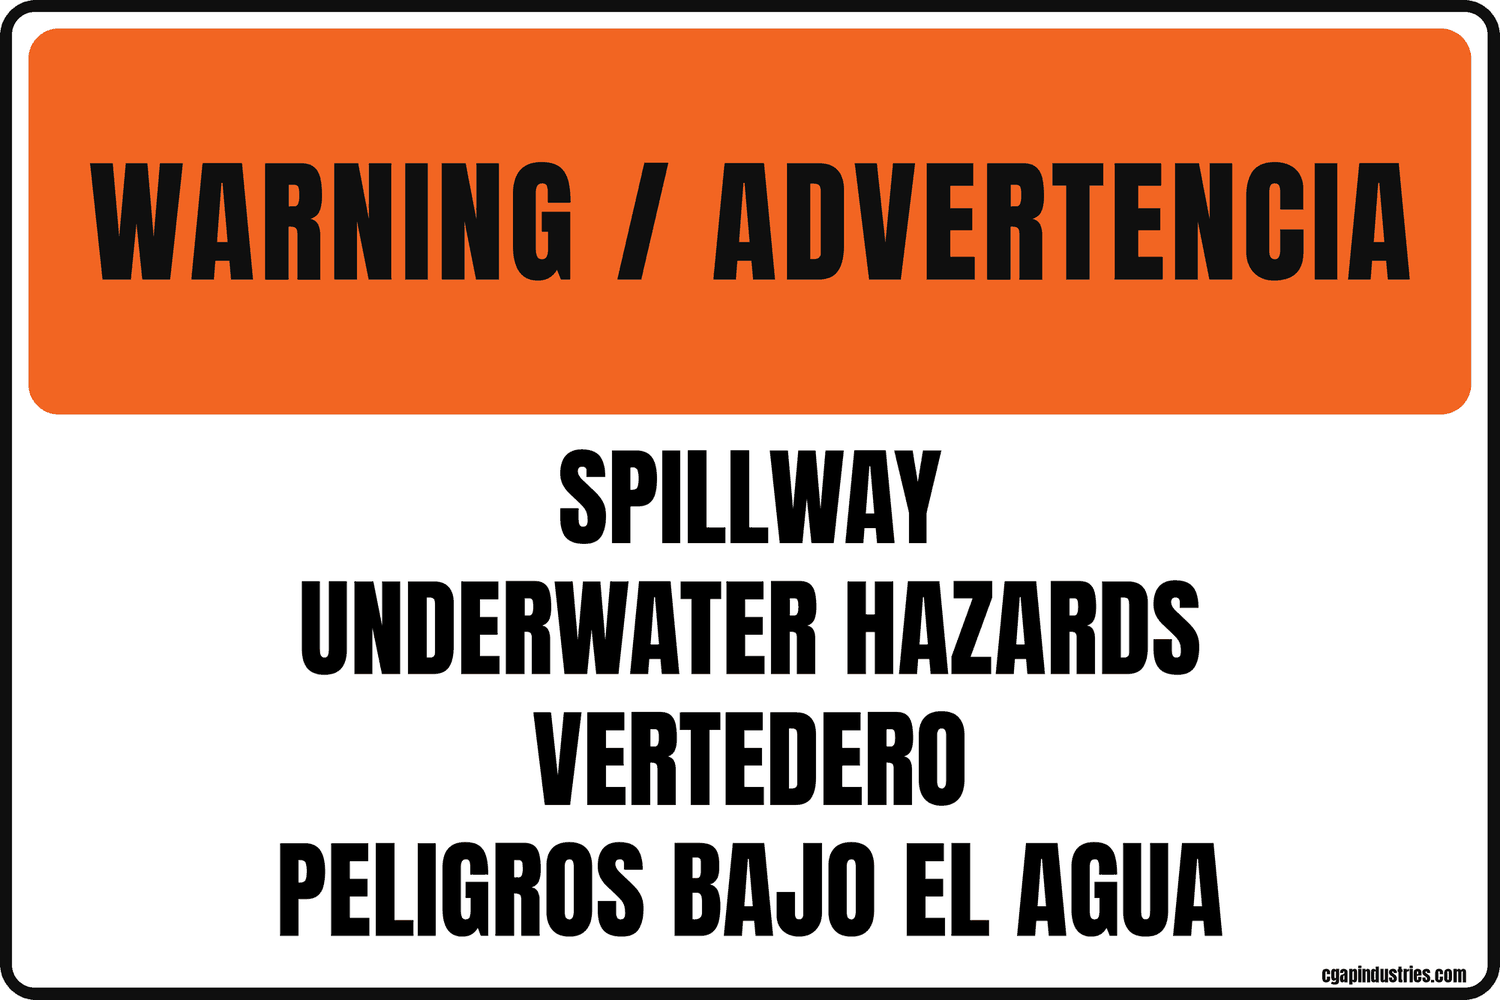 WARNING / ADVERTENCIA
SPILLWAY
UNDERWATER HAZARDS
VERTEDERO
PELIGROS BAJO EL AGUA
cgapindustries.com